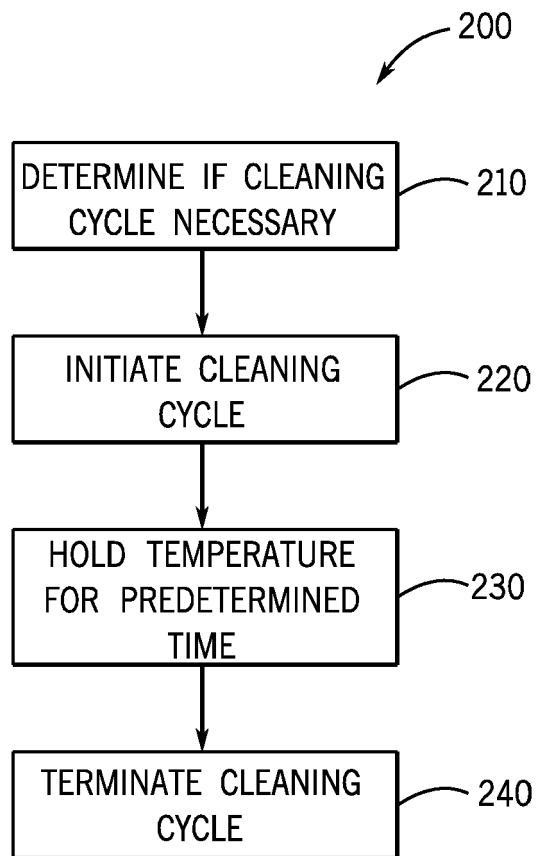 200
DETERMINE IF CLEANING
CYCLE NECESSARY
210
INITIATE CLEANING
CYCLE
220
HOLD TEMPERATURE
FOR PREDETERMINED
TIME
230
TERMINATE CLEANING
CYCLE
240